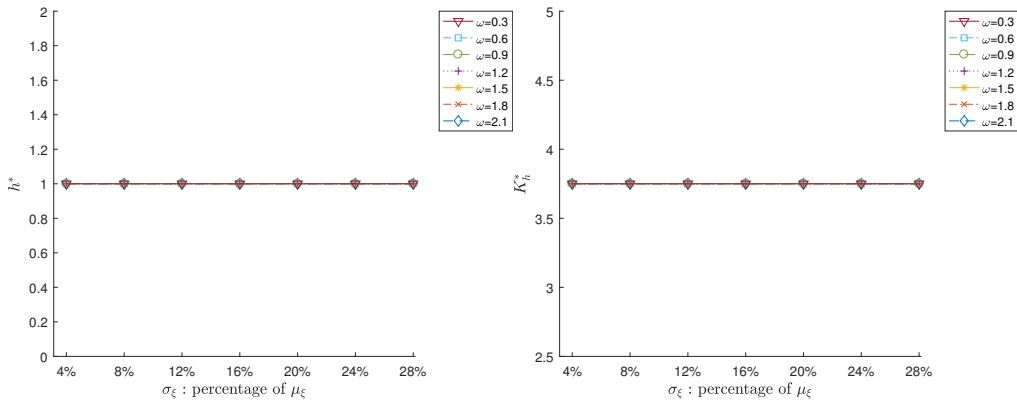 2
1.8
1.6
1.4
1.2
1
0.8
0.6
0.4
0.2
0
h*
4% 8% 12% 16% 20% 24% 28%
σξ : percentage of μξ
ω=0.3
ω=0.6
ω=0.9
ω=1.2
ω=1.5
ω=1.8
ω=2.1
5
4.5
4
3.5
3
2.5
K*h
4% 8% 12% 16% 20% 24% 28%
σξ : percentage of μξ
ω=0.3
ω=0.6
ω=0.9
ω=1.2
ω=1.5
ω=1.8
ω=2.1